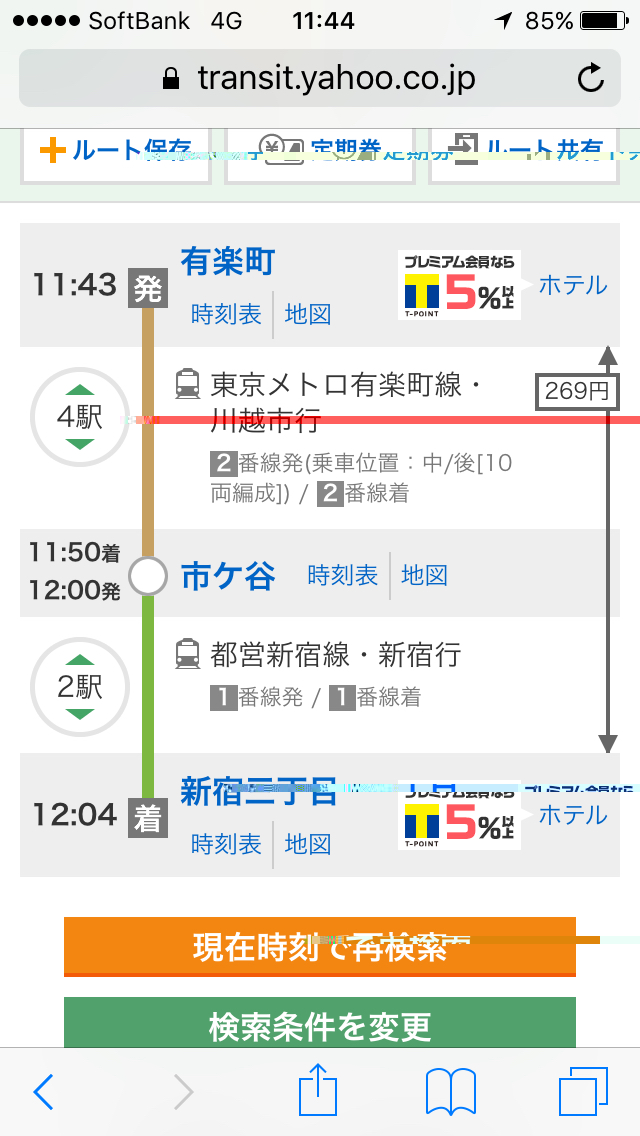 SoftBank 4G 11:44 85%
transit.yahoo.co.jp
ルート保存 定期券 ルート共有
11:43 発 有楽町
時刻表 地図
プレミアム会員なら
T 5%以上
T-POINT
ホテル
4駅
東京メトロ有楽町線・
川越市行
269円
2番線発(乗車位置：中/後[10
両編成]) / 2番線着
11:50着
12:00発
市ケ谷 時刻表 地図
2駅
都営新宿線・新宿行
1番線発 / 1番線着
12:04 着 新宿三丁目
時刻表 地図
プレミアム会員なら
T 5%以上
T-POINT
ホテル
現在時刻で再検索
検索条件を変更